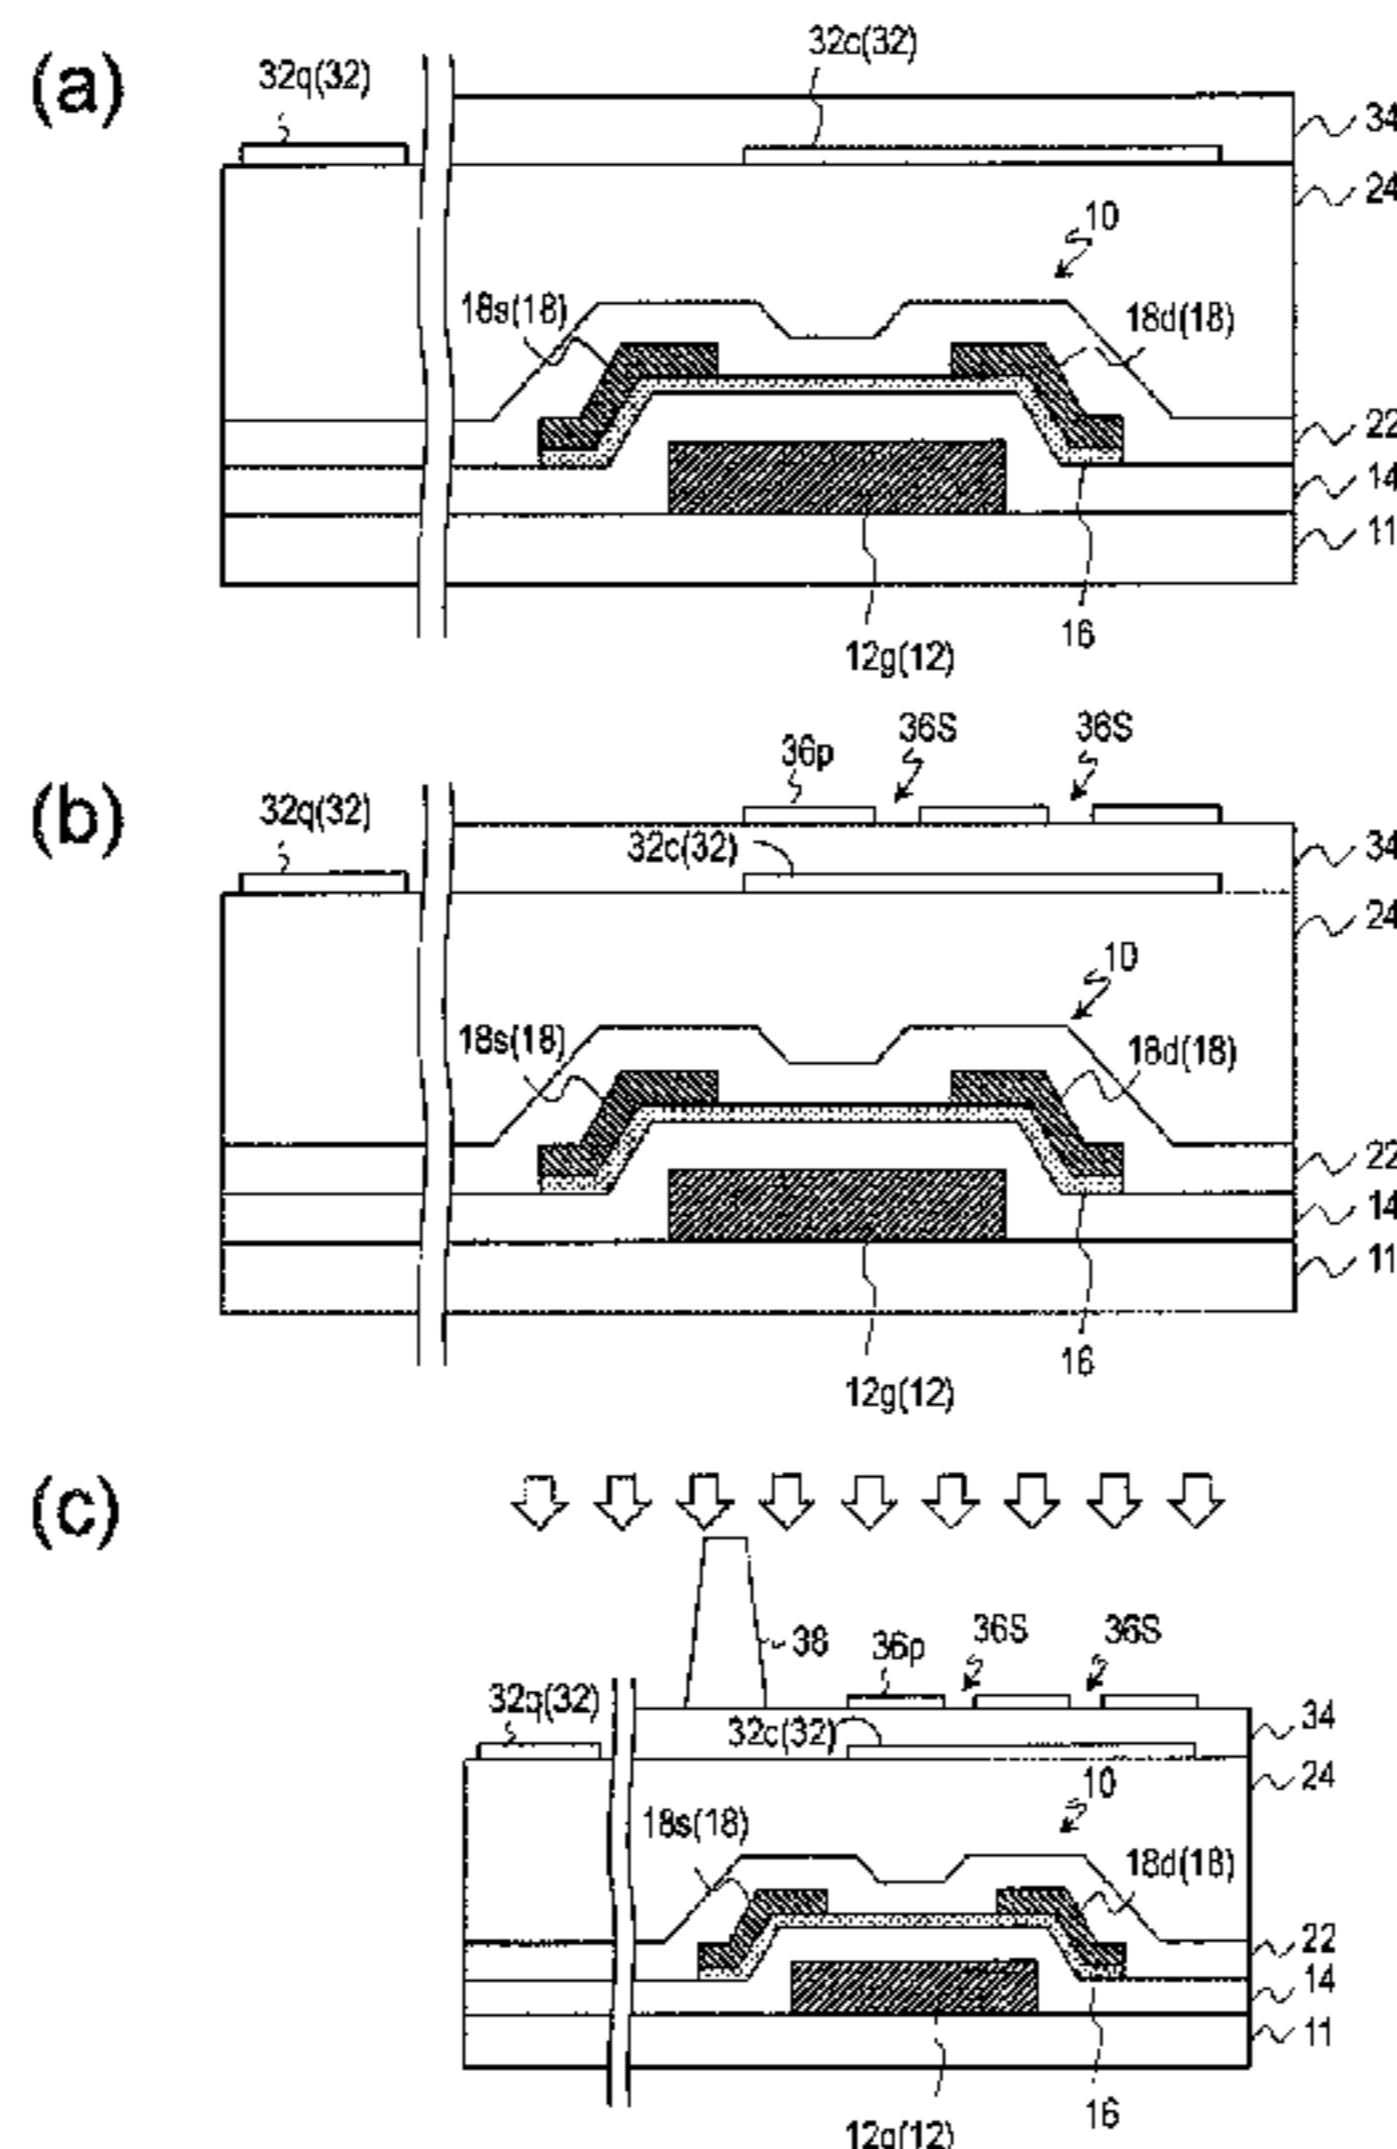 (a)
32q(32)
32c(32)
34
24
10
18s(18)
18d(18)
22
14
11
16
12g(12)
(b)
36p
36S
36S
32q(32)
32c(32)
34
24
10
18s(18)
18d(18)
22
14
11
16
12g(12)
(c)
38
36p
36S
36S
32q(32)
32c(32)
34
24
10
18s(18)
18d(18)
22
14
11
16
12g(12)